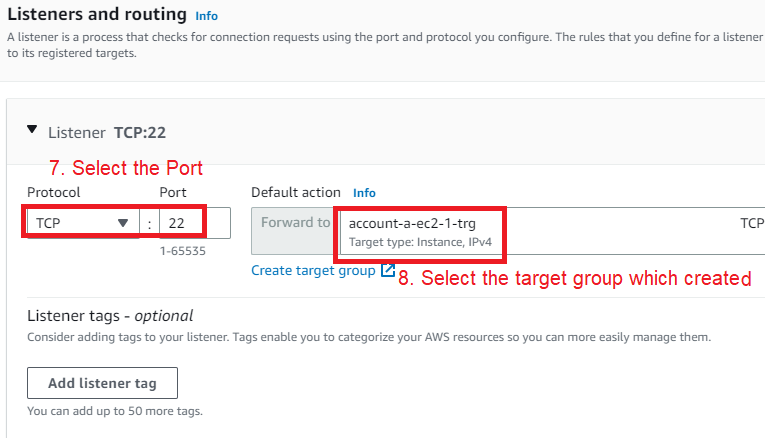 Listeners and routing Info
A listener is a process that checks for connection requests using the port and protocol you configure. The rules that you define for a listener
to its registered targets.
Listener TCP:22
7. Select the Port
Protocol Port Default action Info
TCP : 22 Forward to account-a-ec2-1-trg TCP
Target type: Instance, IPv4
1-65535
Create target group
8. Select the target group which created
Listener tags - optional
Consider adding tags to your listener. Tags enable you to categorize your AWS resources so you can more easily manage them.
Add listener tag
You can add up to 50 more tags.